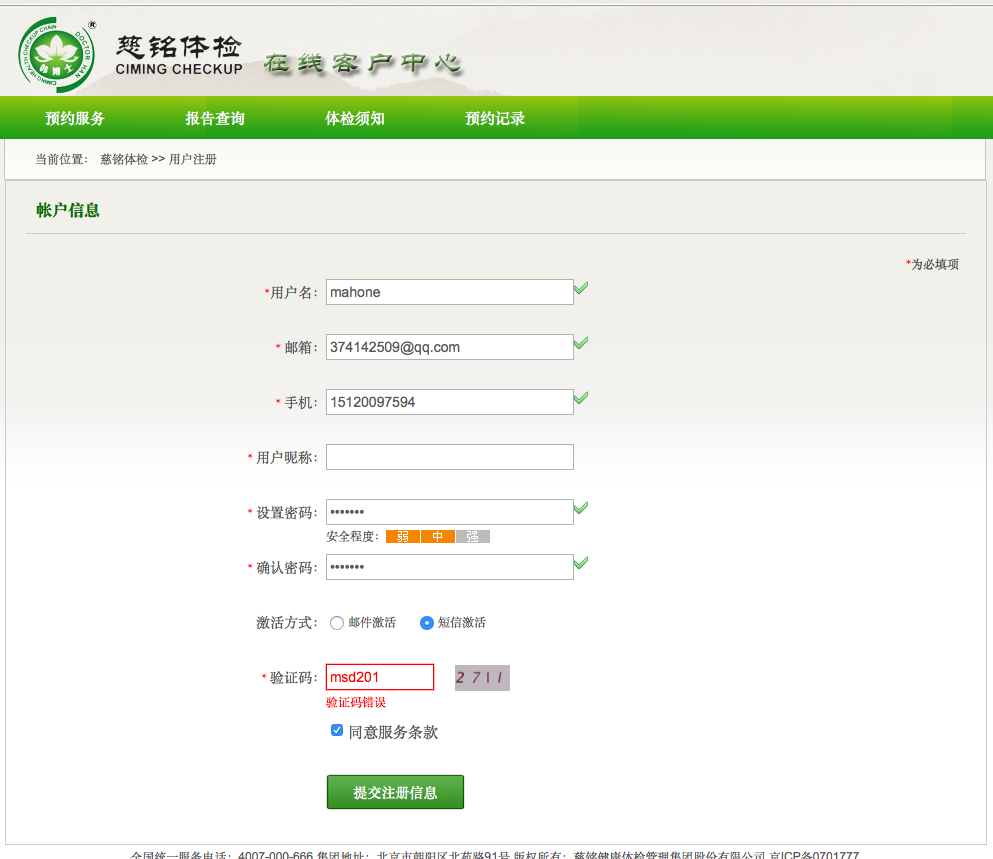 CIMING HEALTH CHECKUP CHAIN
DOCTOR HAN
®
慈铭体检
CIMING CHECKUP
在线客户中心
预约服务 报告查询 体检须知 预约记录
当前位置： 慈铭体检 >> 用户注册
帐户信息
*为必填项
*用户名： mahone
* 邮箱： 374142509@qq.com
* 手机： 15120097594
* 用户昵称：
* 设置密码： •••••••
安全程度： 弱 中 强
* 确认密码： •••••••
激活方式： 邮件激活 短信激活
* 验证码： msd201 2711
验证码错误
同意服务条款
提交注册信息
全国统一服务电话：4007-000-666 集团地址：北京市朝阳区北苑路91号 版权所有：慈铭健康体检管理集团股份有限公司 京ICP备0701777